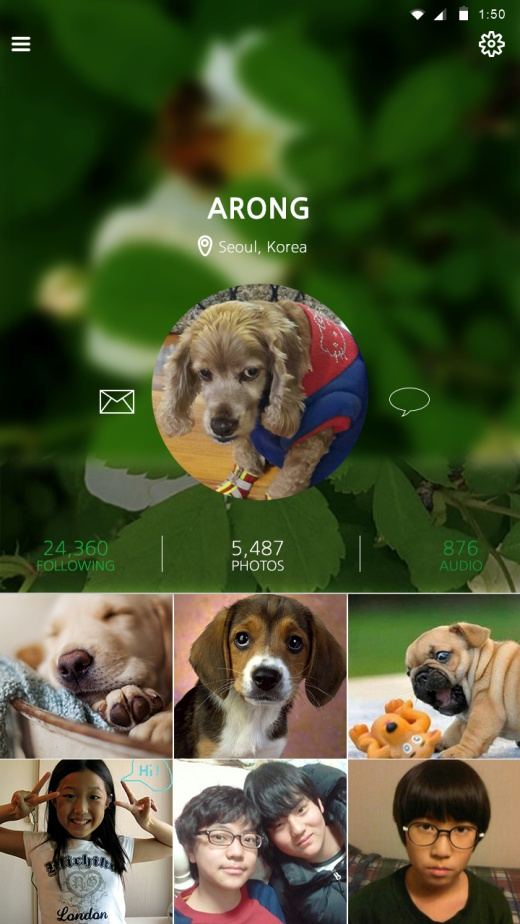 1:50
ARONG
Seoul, Korea
24,360
FOLLOWING
5,487
PHOTOS
876
AUDIO
Hi!
London